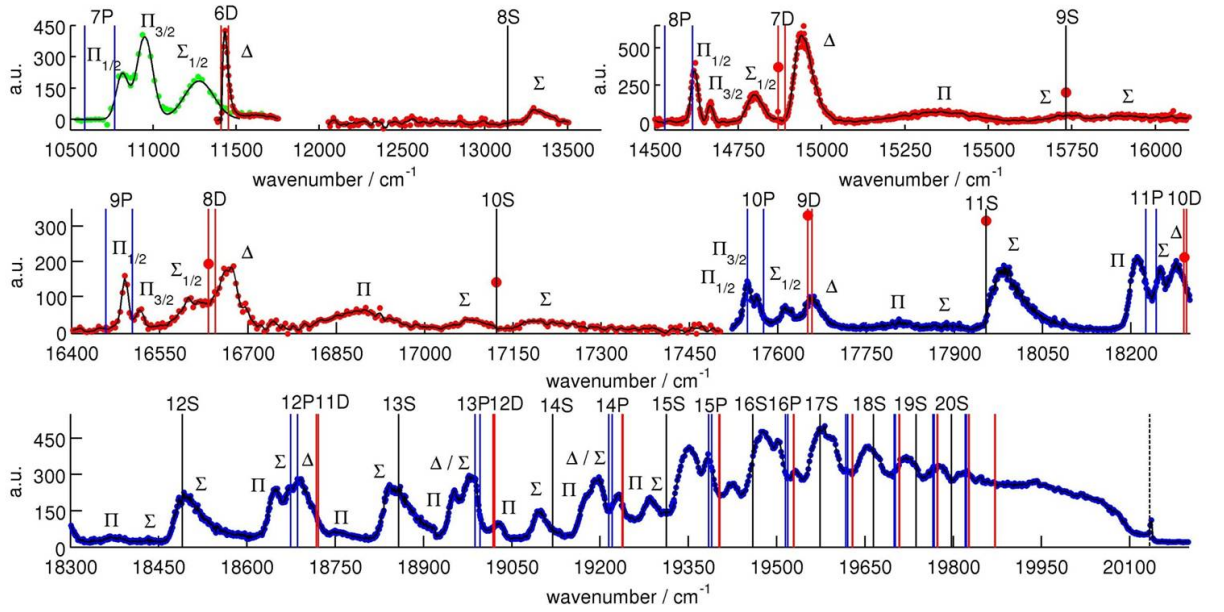 7P 6D 8S
8P 7D 9S
450
300
150
0
a.u.
Π1/2 Π3/2 Σ1/2 Δ Σ
10500 11000 11500 12000 12500 13000 13500
wavenumber / cm-1
500
250
0
a.u.
Π1/2 Π3/2 Σ1/2 Δ Π Σ Σ
14500 14750 15000 15250 15500 15750 16000
wavenumber / cm-1
9P 8D 10S 10P 9D 11S 11P 10D
300
200
100
0
a.u.
Π1/2 Π3/2 Σ1/2 Δ Π Σ Σ Π3/2 Π1/2 Σ1/2 Δ Π Σ Σ Π Σ Δ
16400 16550 16700 16850 17000 17150 17300 17450 17600 17750 17900 18050 18200
wavenumber / cm-1
12S 12P 11D 13S 13P 12D 14S 14P 15S 15P 16S 16P 17S 18S 19S 20S
450
300
150
0
a.u.
Π Σ Σ Π Σ Δ Π Σ Π Δ / Σ Π Σ Π Δ / Σ Π Σ
18300 18450 18600 18750 18900 19050 19200 19350 19500 19650 19800 19950 20100
wavenumber / cm-1